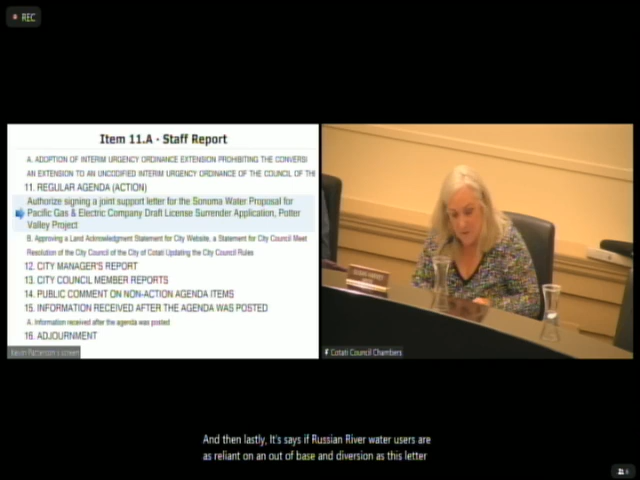 REC
Item 11.A - Staff Report
A. ADOPTION OF INTERIM URGENCY ORDINANCE EXTENSION PROHIBITING THE CONVERSI
AN EXTENSION TO AN UNCODIFIED INTERIM URGENCY ORDINANCE OF THE COUNCIL OF THE
11. REGULAR AGENDA (ACTION)
Authorize signing a joint support letter for the Sonoma Water Proposal for
Pacific Gas & Electric Company Draft License Surrender Application, Potter
Valley Project
B. Approving a Land Acknowledgment Statement for City Website, a Statement for City Council Meet
Resolution of the City Council of the City of Cotati Updating the City Council Rules
12. CITY MANAGER'S REPORT
13. CITY COUNCIL MEMBER REPORTS
14. PUBLIC COMMENT ON NON-ACTION AGENDA ITEMS
15. INFORMATION RECEIVED AFTER THE AGENDA WAS POSTED
A. Information received after the agenda was posted
16. ADJOURNMENT
Kevin Patterson's screen
Cotati Council Chambers
And then lastly, It's says if Russian River water users are
as reliant on an out of base and diversion as this letter